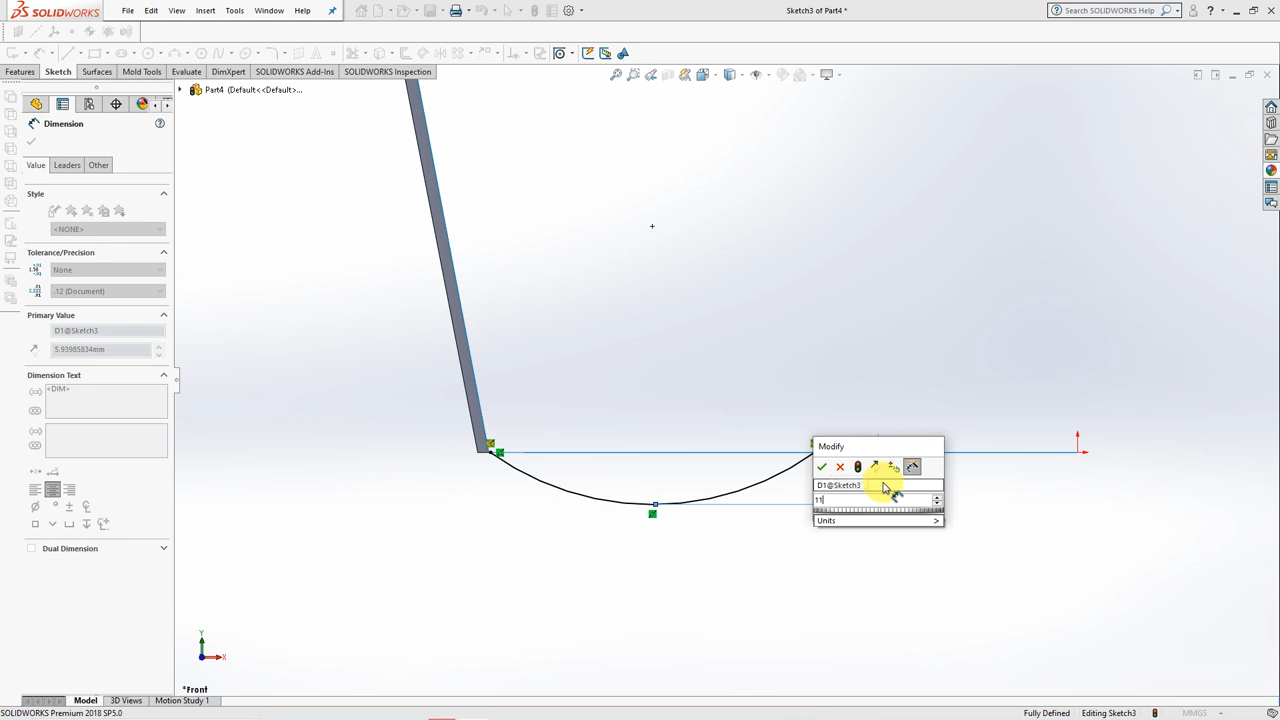 SOLIDWORKS
File Edit View Insert Tools Window Help
Sketch3 of Part4 *
Search SOLIDWORKS Help
Features Sketch Surfaces Mold Tools Evaluate DimXpert SOLIDWORKS Add-Ins SOLIDWORKS Inspection
Part4 (Default<<Default>...
Dimension
Value Leaders Other
Style
<NONE>
Tolerance/Precision
None
.12 (Document)
Primary Value
D1@Sketch3
5.93985834mm
Dimension Text
<DIM>
Dual Dimension
Modify
D1@Sketch3
11
Units >
Y
X
*Front
Model 3D Views Motion Study 1
SOLIDWORKS Premium 2018 SP5.0
Fully Defined Editing Sketch3 MMGS